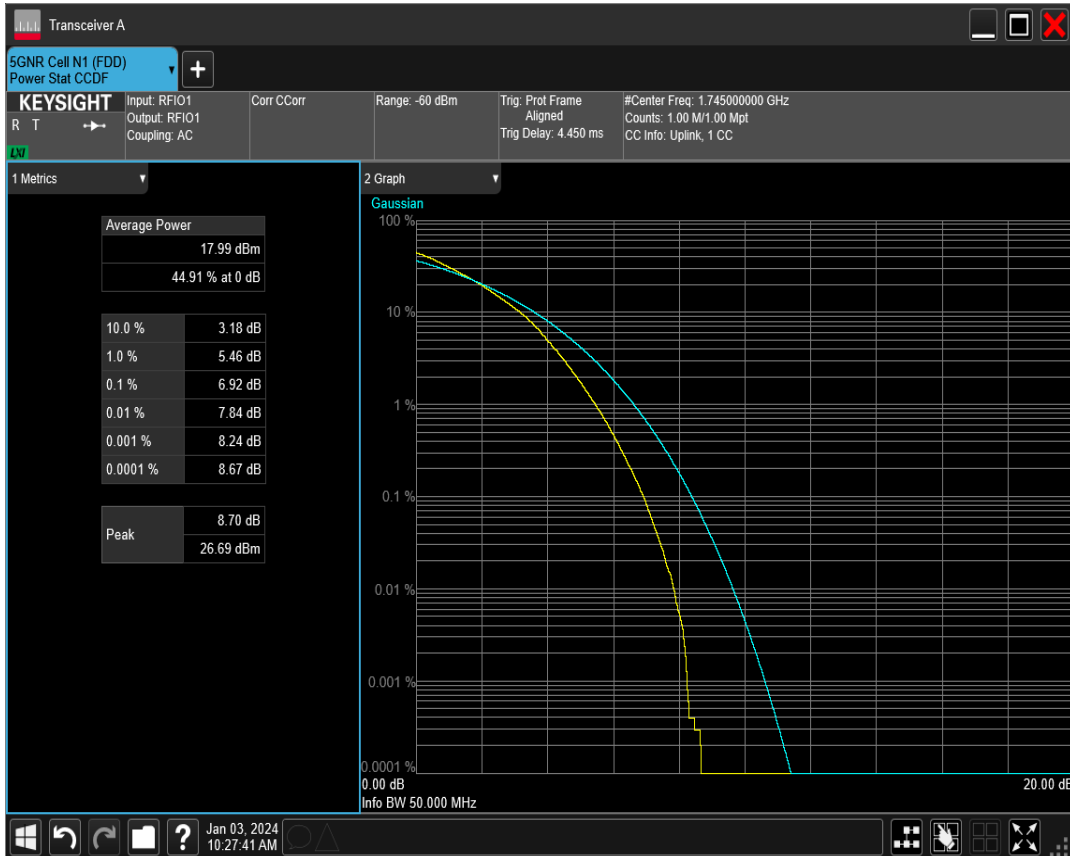 Transceiver A
5GNR Cell N1 (FDD)
Power Stat CCDF
+
KEYSIGHT
R T
LXI
Input: RFIO1
Output: RFIO1
Coupling: AC
Corr CCorr
Range: -60 dBm
Trig: Prot Frame
Aligned
Trig Delay: 4.450 ms
#Center Freq: 1.745000000 GHz
Counts: 1.00 M/1.00 Mpt
CC Info: Uplink, 1 CC
1 Metrics
Average Power
17.99 dBm
44.91 % at 0 dB
10.0 % 3.18 dB
1.0 % 5.46 dB
0.1 % 6.92 dB
0.01 % 7.84 dB
0.001 % 8.24 dB
0.0001 % 8.67 dB
Peak 8.70 dB
26.69 dBm
2 Graph
Gaussian
100 %
10 %
1 %
0.1 %
0.01 %
0.001 %
0.0001 %
0.00 dB 20.00 dB
Info BW 50.000 MHz
?
Jan 03, 2024
10:27:41 AM